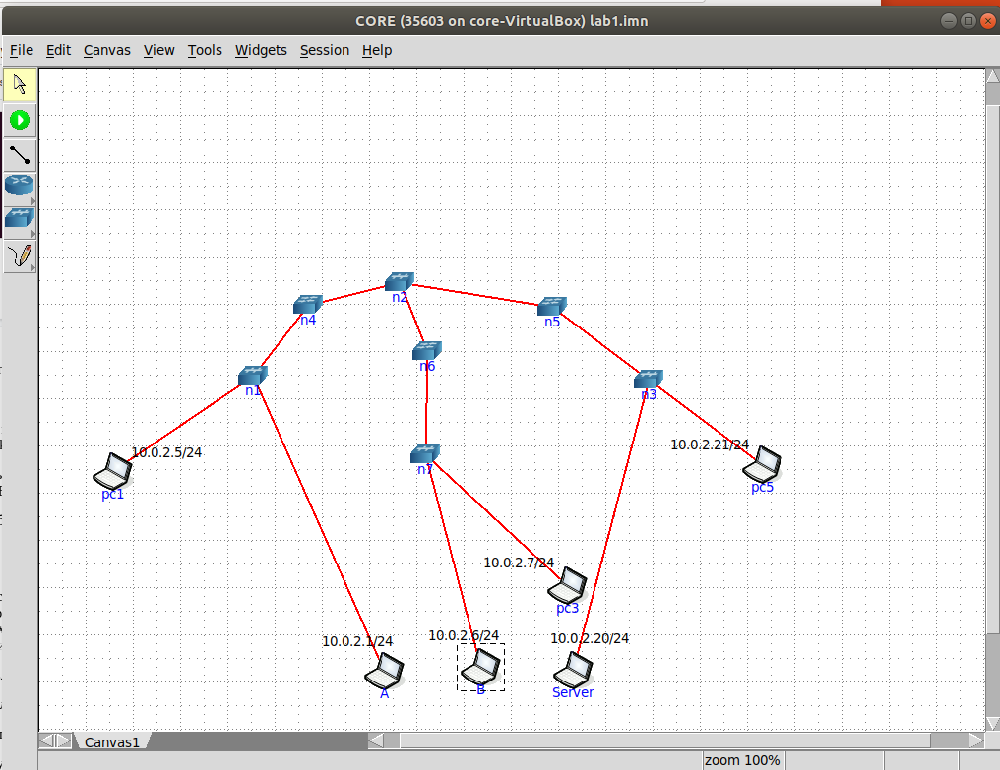 CORE (35603 on core-VirtualBox) lab1.imn
File Edit Canvas View Tools Widgets Session Help
n2
n4
n5
n6
n1
n3
10.0.2.21/24
10.0.2.5/24
n7
pc5
pc1
10.0.2.7/24
pc3
10.0.2.6/24
10.0.2.20/24
10.0.2.1/24
B
Server
A
Canvas1
zoom 100%